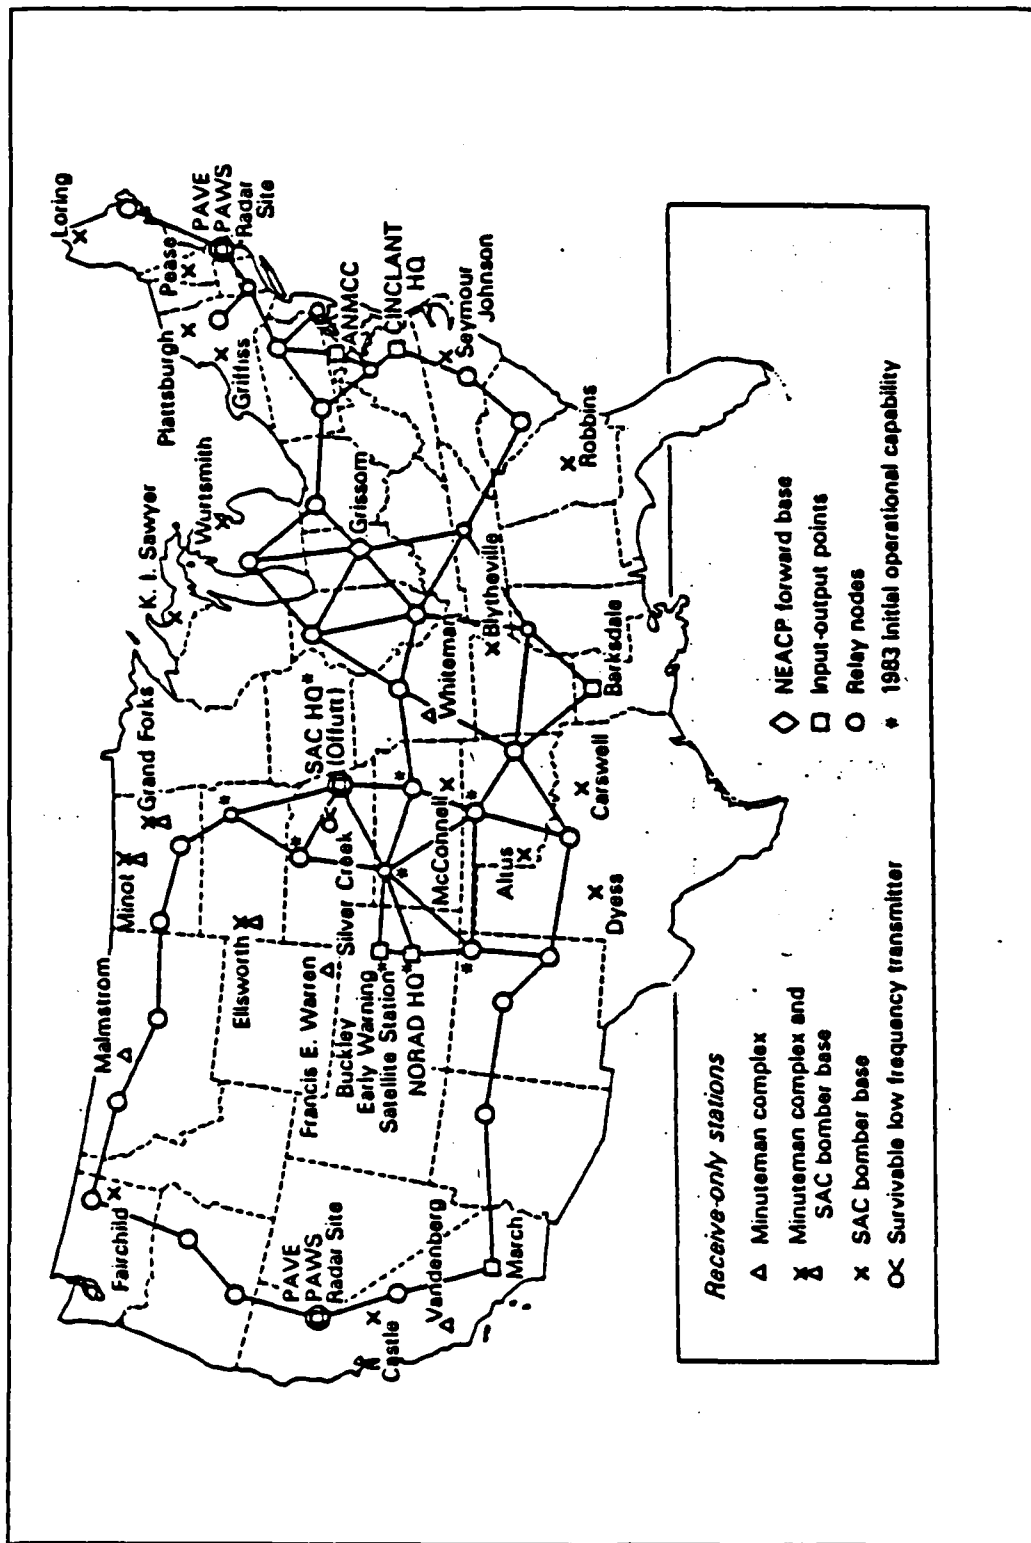 Loring
PAVE
PAWS
Radar
Site
Pease
Plattsburgh
Griffiss
ANMCC
CINCLANT
HQ
Seymour
Johnson
Robbins
Wurtsmith
K. I. Sawyer
Grissom
Blytheville
Barksdale
Whiteman
Grand Forks
SAC HQ*
(Offutt)
Minot
Silver Creek
McConnell
Altus
Carswell
Dyess
Ellsworth
Malmstrom
Francis E. Warren
Buckley
Early Warning
Satellite Station*
NORAD HQ*
Fairchild
PAVE
PAWS
Radar Site
Castle
Vandenberg
March
Receive-only stations
Minuteman complex
Minuteman complex and
SAC bomber base
SAC bomber base
Survivable low frequency transmitter
NEACP forward base
Input-output points
Relay nodes
* 1983 initial operational capability